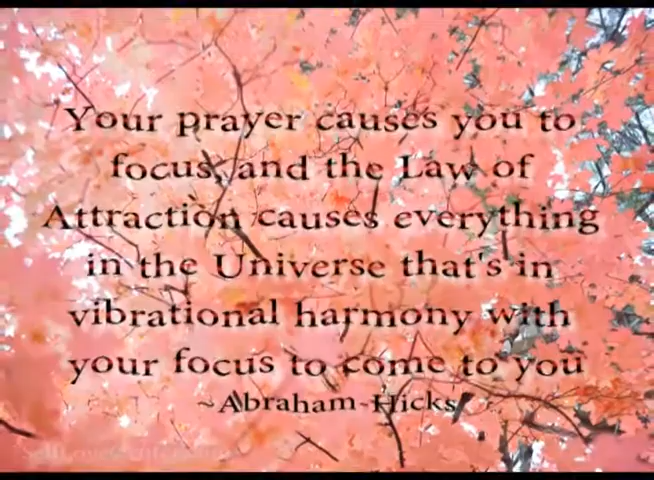 Your prayer causes you to
focus, and the Law of
Attraction causes everything
in the Universe that's in
vibrational harmony with
your focus to come to you
~Abraham-Hicks